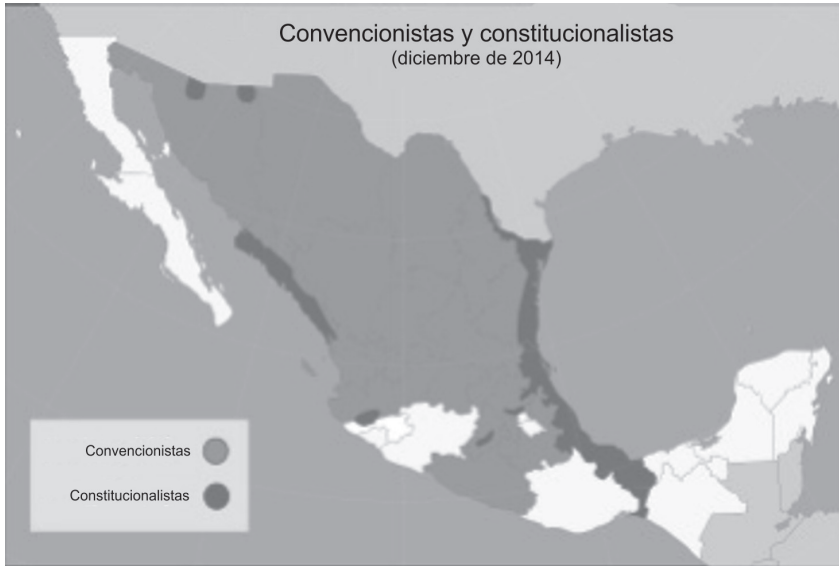 Convencionistas y constitucionalistas
(diciembre de 2014)
Convencionistas
Constitucionalistas